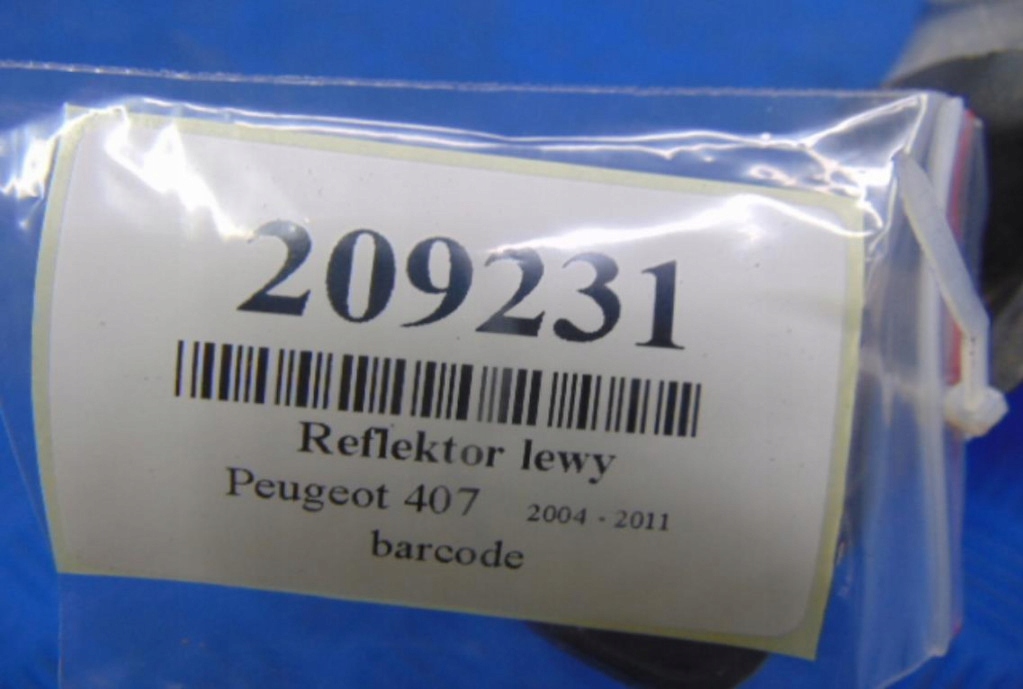 209231
Reflektor lewy
Peugeot 407 2004 - 2011
barcode